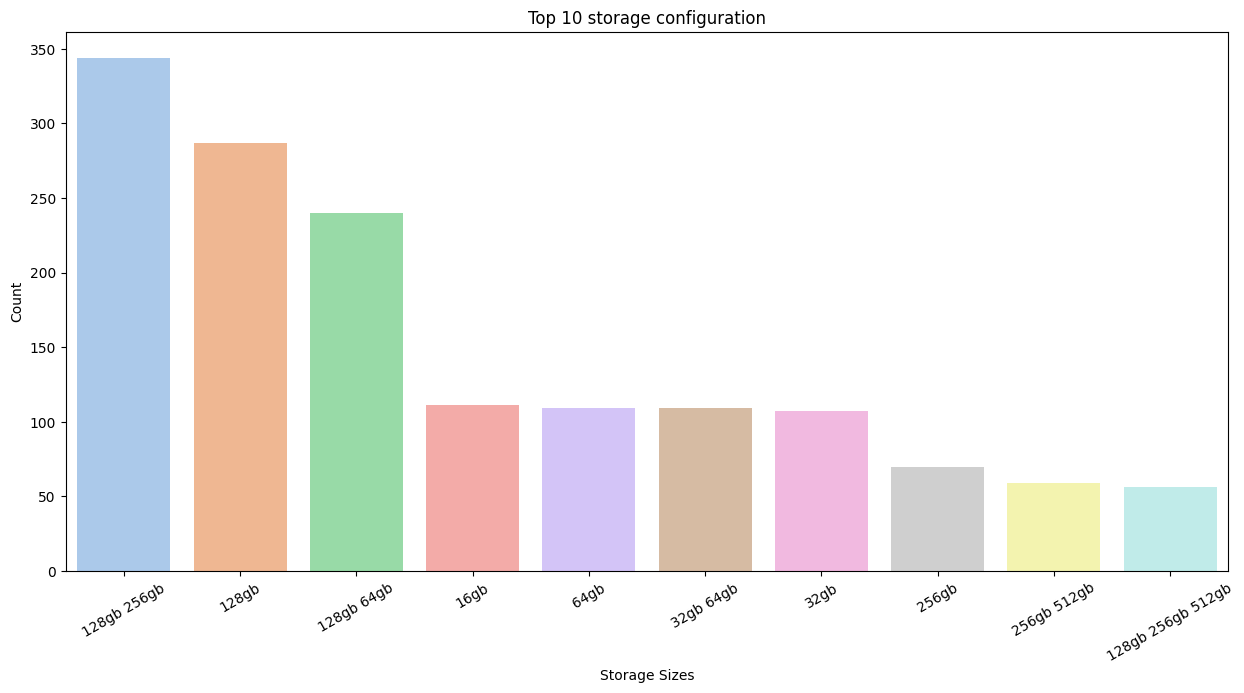 Top 10 storage configuration
350
300
250
200
150
100
50
0
Count
128gb 256gb
128gb
128gb 64gb
16gb
64gb
32gb 64gb
32gb
256gb
256gb 512gb
128gb 256gb 512gb
Storage Sizes